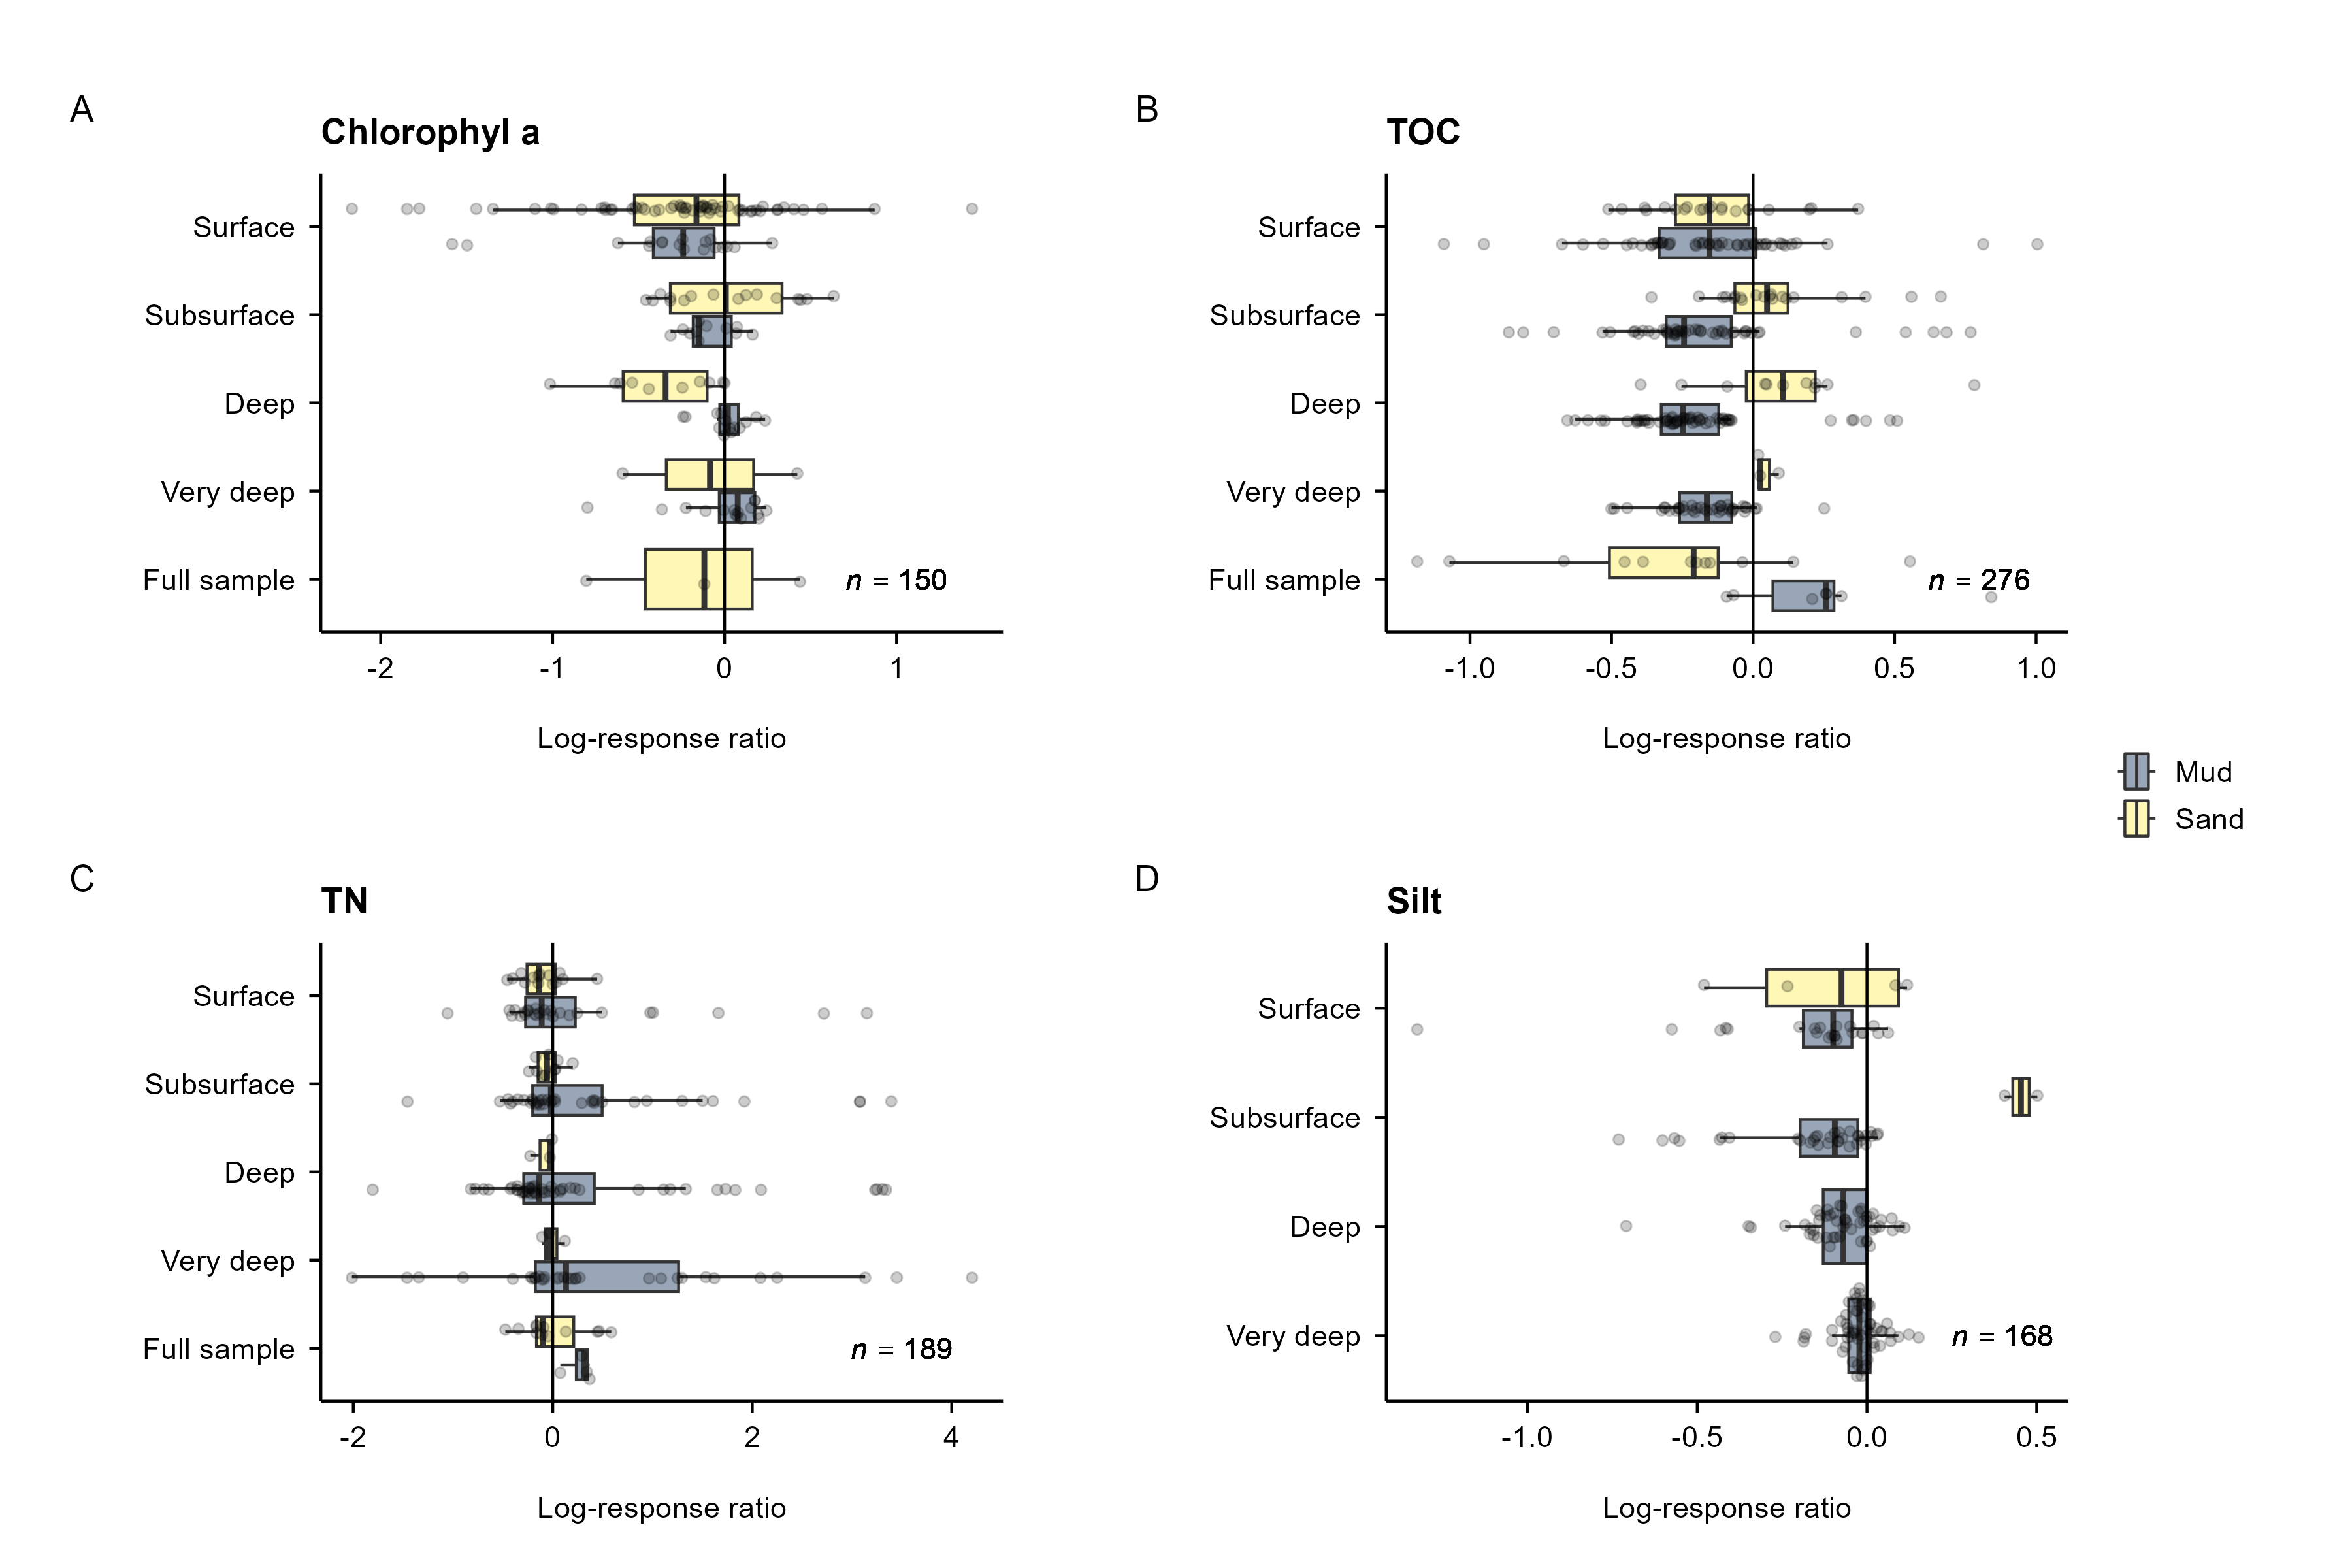 A
Chlorophyl a
Surface
Subsurface
Deep
Very deep
Full sample
n = 150
-2 -1 0 1
Log-response ratio
B
TOC
Surface
Subsurface
Deep
Very deep
Full sample
n = 276
-1.0 -0.5 0.0 0.5 1.0
Log-response ratio
Mud
Sand
C
TN
Surface
Subsurface
Deep
Very deep
Full sample
n = 189
-2 0 2 4
Log-response ratio
D
Silt
Surface
Subsurface
Deep
Very deep
n = 168
-1.0 -0.5 0.0 0.5
Log-response ratio